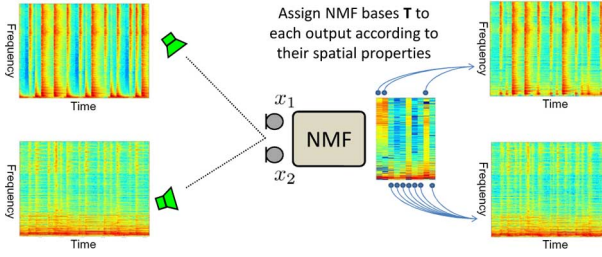 Assign NMF bases T to
each output according to
their spatial properties
Frequency
Time
x1
NMF
x2
Frequency
Time
Frequency
Time
Frequency
Time